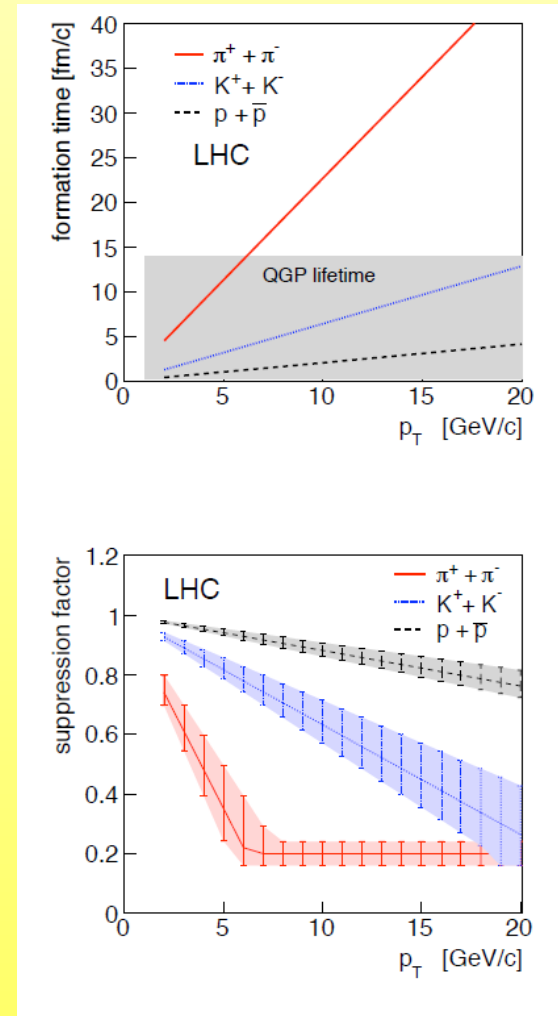 formation time [fm/c]
40
35
30
25
20
15
10
5
0
π⁺ + π⁻
K⁺ + K⁻
p + p̅
LHC
QGP lifetime
0 5 10 15 20
p_T [GeV/c]
suppression factor
1.2
1
0.8
0.6
0.4
0.2
0
LHC
π⁺ + π⁻
K⁺ + K⁻
p + p̅
0 5 10 15 20
p_T [GeV/c]